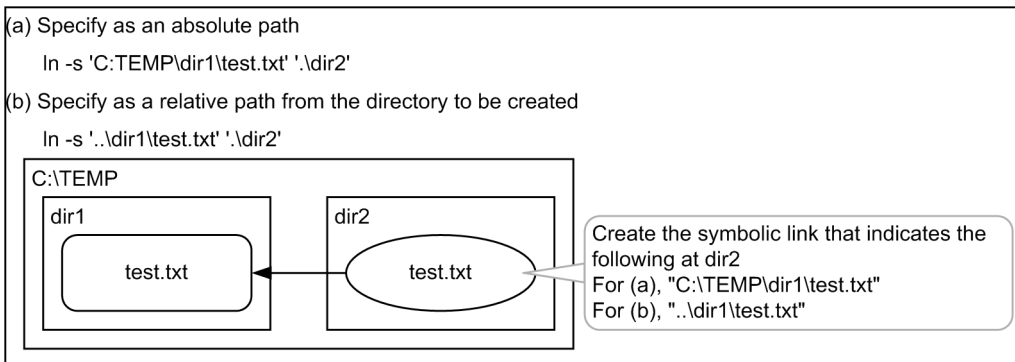 (a) Specify as an absolute path
ln -s 'C:TEMP\dir1\test.txt' '.\dir2'
(b) Specify as a relative path from the directory to be created
ln -s '..\dir1\test.txt' '.\dir2'
C:\TEMP
dir1
dir2
test.txt
test.txt
Create the symbolic link that indicates the
following at dir2
For (a), "C:\TEMP\dir1\test.txt"
For (b), "..\dir1\test.txt"